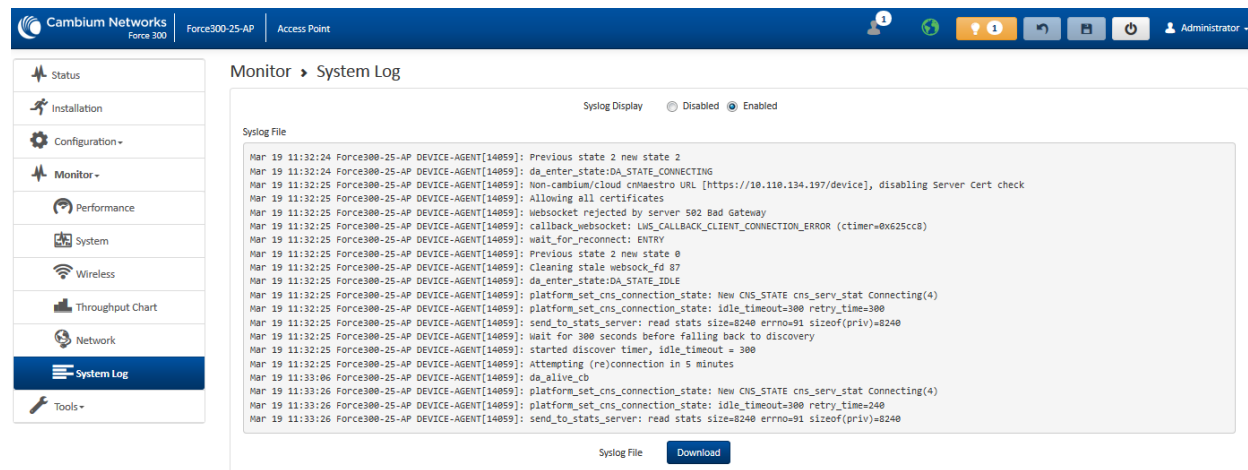 Cambium Networks
Force 300
Force300-25-AP
Access Point
1
1
Administrator
Status
Installation
Configuration
Monitor
Performance
System
Wireless
Throughput Chart
Network
System Log
Tools
Monitor > System Log
Syslog Display Disabled Enabled
Syslog File
Mar 19 11:32:24 Force300-25-AP DEVICE-AGENT[14059]: Previous state 2 new state 2
Mar 19 11:32:24 Force300-25-AP DEVICE-AGENT[14059]: da_enter_state:DA_STATE_CONNECTING
Mar 19 11:32:25 Force300-25-AP DEVICE-AGENT[14059]: Non-cambium/cloud cnMaestro URL [https://10.110.134.197/device], disabling Server Cert check
Mar 19 11:32:25 Force300-25-AP DEVICE-AGENT[14059]: Allowing all certificates
Mar 19 11:32:25 Force300-25-AP DEVICE-AGENT[14059]: Websocket rejected by server 502 Bad Gateway
Mar 19 11:32:25 Force300-25-AP DEVICE-AGENT[14059]: callback_websocket: LWS_CALLBACK_CLIENT_CONNECTION_ERROR (ctimer=0x625cc8)
Mar 19 11:32:25 Force300-25-AP DEVICE-AGENT[14059]: wait_for_reconnect: ENTRY
Mar 19 11:32:25 Force300-25-AP DEVICE-AGENT[14059]: Previous state 2 new state 0
Mar 19 11:32:25 Force300-25-AP DEVICE-AGENT[14059]: Cleaning stale websock_fd 87
Mar 19 11:32:25 Force300-25-AP DEVICE-AGENT[14059]: da_enter_state:DA_STATE_IDLE
Mar 19 11:32:25 Force300-25-AP DEVICE-AGENT[14059]: platform_set_cns_connection_state: New CNS_STATE cns_serv_stat Connecting(4)
Mar 19 11:32:25 Force300-25-AP DEVICE-AGENT[14059]: platform_set_cns_connection_state: idle_timeout=300 retry_time=300
Mar 19 11:32:25 Force300-25-AP DEVICE-AGENT[14059]: send_to_stats_server: read stats size=8240 errno=91 sizeof(priv)=8240
Mar 19 11:32:25 Force300-25-AP DEVICE-AGENT[14059]: Wait for 300 seconds before falling back to discovery
Mar 19 11:32:25 Force300-25-AP DEVICE-AGENT[14059]: started discover timer, idle_timeout = 300
Mar 19 11:32:25 Force300-25-AP DEVICE-AGENT[14059]: Attempting (re)connection in 5 minutes
Mar 19 11:33:06 Force300-25-AP DEVICE-AGENT[14059]: da_alive_cb
Mar 19 11:33:26 Force300-25-AP DEVICE-AGENT[14059]: platform_set_cns_connection_state: New CNS_STATE cns_serv_stat Connecting(4)
Mar 19 11:33:26 Force300-25-AP DEVICE-AGENT[14059]: platform_set_cns_connection_state: idle_timeout=300 retry_time=240
Mar 19 11:33:26 Force300-25-AP DEVICE-AGENT[14059]: send_to_stats_server: read stats size=8240 errno=91 sizeof(priv)=8240
Syslog File Download